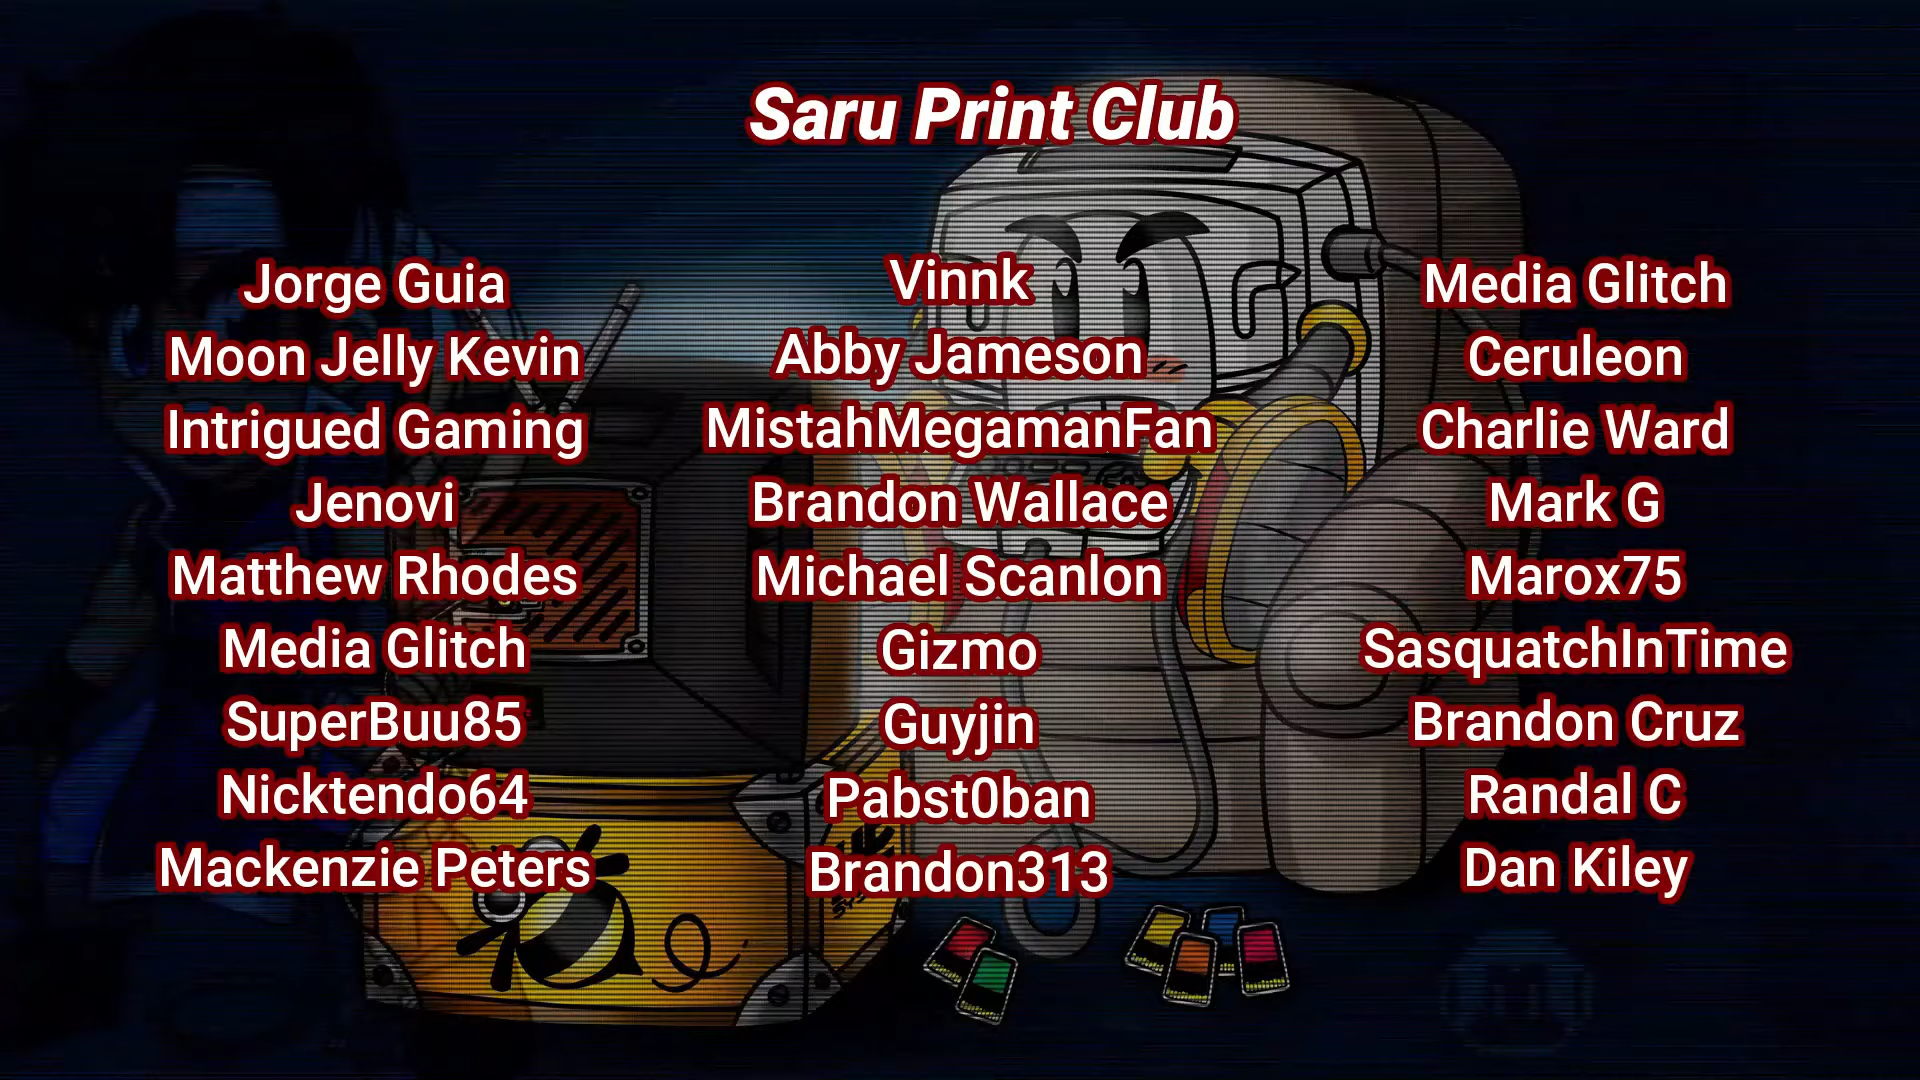 Saru Print Club
Jorge Guia
Moon Jelly Kevin
Intrigued Gaming
Jenovi
Matthew Rhodes
Media Glitch
SuperBuu85
Nicktendo64
Mackenzie Peters
Vinnk
Abby Jameson
MistahMegamanFan
Brandon Wallace
Michael Scanlon
Gizmo
Guyjin
Pabst0ban
Brandon313
Media Glitch
Ceruleon
Charlie Ward
Mark G
Marox75
SasquatchInTime
Brandon Cruz
Randal C
Dan Kiley